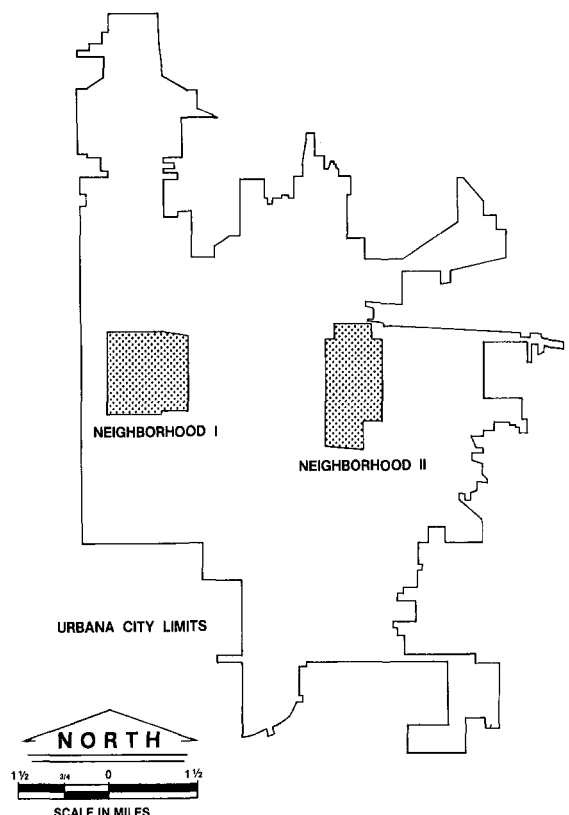 NEIGHBORHOOD I
NEIGHBORHOOD II
URBANA CITY LIMITS
NORTH
1 ½ 3/4 0 1 ½
SCALE IN MILES